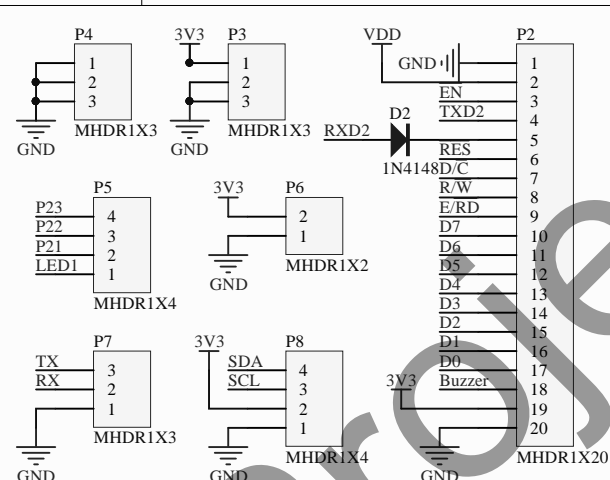 P4
1
2
3
MHDR1X3
GND
3V3
P3
1
2
3
MHDR1X3
GND
VDD
P2
GND
EN
TXD2
RXD2
D2
1N4148
RES
D/C
R/W
E/RD
D7
D6
D5
D4
D3
D2
D1
D0
Buzzer
3V3
GND
1
2
3
4
5
6
7
8
9
10
11
12
13
14
15
16
17
18
19
20
MHDR1X20
P5
P23
P22
P21
LED1
4
3
2
1
MHDR1X4
3V3
P6
2
1
MHDR1X2
GND
P7
TX
RX
3
2
1
MHDR1X3
GND
3V3
P8
SDA
SCL
4
3
2
1
MHDR1X4
GND
proje